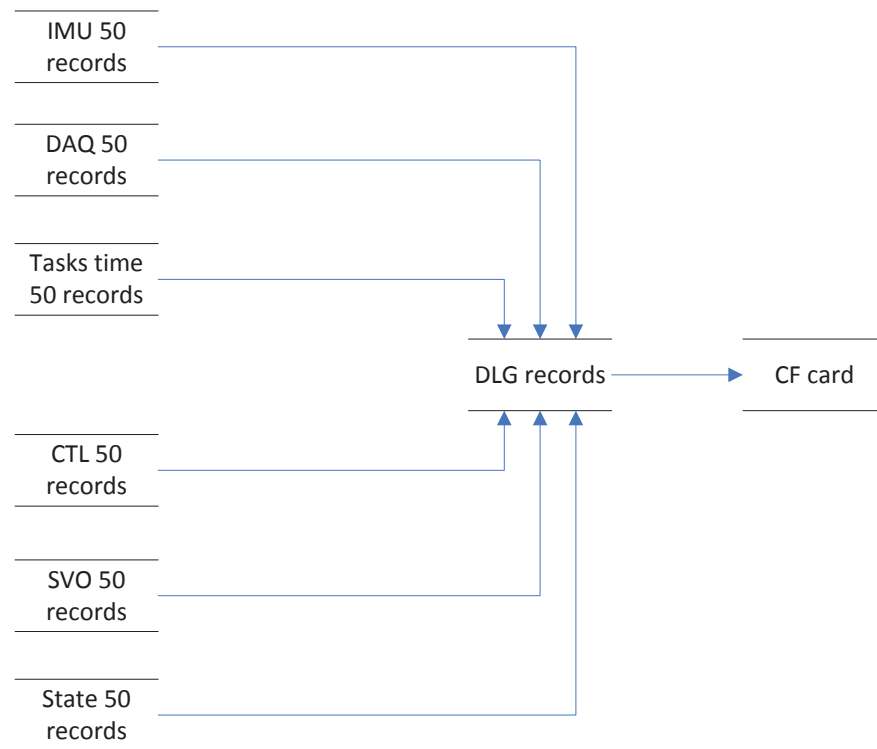 IMU 50
records
DAQ 50
records
Tasks time
50 records
DLG records
CF card
CTL 50
records
SVO 50
records
State 50
records